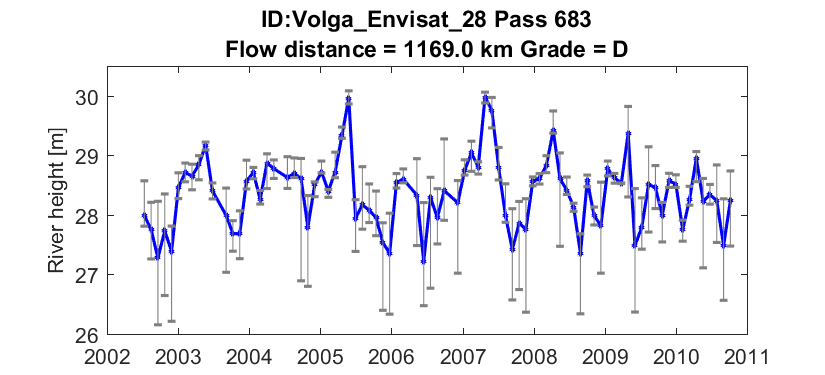 ID:Volga_Envisat_28 Pass 683
Flow distance = 1169.0 km Grade = D
River height [m]
30
29
28
27
26
2002 2003 2004 2005 2006 2007 2008 2009 2010 2011